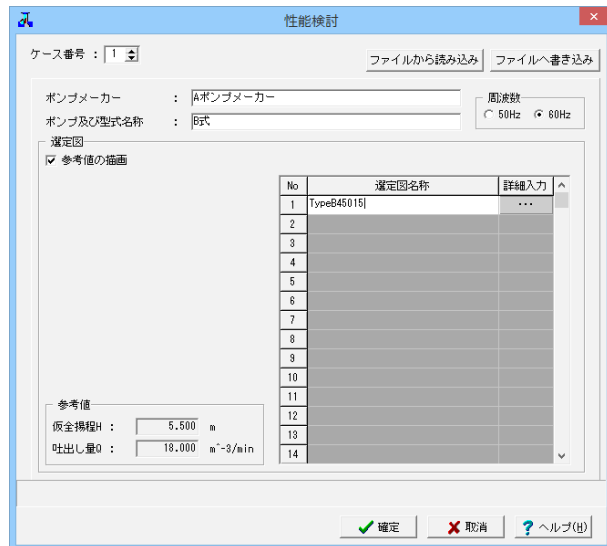 性能検討
ケース番号 : 1
ファイルから読み込み ファイルへ書き込み
ポンプメーカー : Aポンプメーカー
ポンプ及び型式名称 : B式
周波数
50Hz 60Hz
選定図
参考値の描画
No 選定図名称 詳細入力
1 TypeB45015 ...
2
3
4
5
6
7
8
9
10
11
12
13
14
参考値
仮全揚程H : 5.500 m
吐出し量Q : 18.000 m^-3/min
確定 取消 ヘルプ(H)